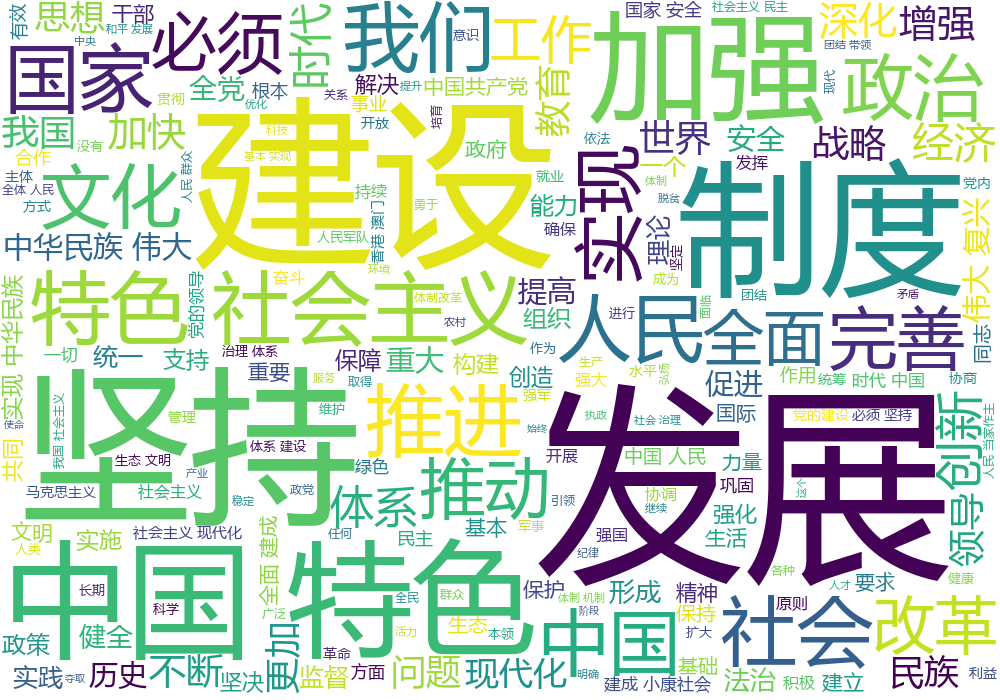 有效
思想
干部
和平 发展
中央
必须
时代
我们
意识
工作
国家 安全
社会主义 民主
深化
增强
团结 带领
国家
贯彻
全党
根本
优化
解决
提升
关系
中国共产党
事业
开放
培育
教育
加强
现代
政治
我国
加快
没有
合作
人民 群众
建设
科技
基本 实现
政府
依法
世界
安全
战略
经济
主体
全体 人民
方式
文化
持续
香港 澳门
勇于
就业
能力
确保
实现
一个
体制
脱贫
发挥
制度
党内
中华民族 伟大
人民军队
理论
坚定
伟大 复兴
环境
奋斗
成为
团结
矛盾
实现 中华民族
特色 社会主义
党的领导
体制改革
农村
提高
组织
进行
人民
全面
面临
完善
同志
一切
统一
支持
治理 体系
重要
保障
重大
构建
作为
创造
生产
强大
水平
弘扬
促进
作用
统筹
时代 中国
协商
服务
取得
使命
共同
我国 社会主义
坚持
管理
维护
推进
强军
始终
执政
社会 治理
国际
党的建设
必须 坚持
领导
创新
人民 当家作主
生态 文明
体系 建设
绿色
开展
中国 人民
力量
发展
马克思主义
社会主义
产业
稳定
政党
体系
推动
引领
协调
继续
巩固
这个
文明
人类
实施
社会主义 现代化
全面 建成
任何
民主
基本
军事
强国
强化
生活
纪律
中国
特色
长期
科学
广泛
全民
群众
保护
体制 机制
阶段
形成
精神
保持
各种
人才
要求
健康
原则
政策
健全
更加
活力
生态
本领
中国
扩大
社会
改革
实践
夺取
历史
不断
坚决
革命
监督
方面
问题
现代化
明确
建成 小康社会
基础
法治
积极
建立
民族
利益